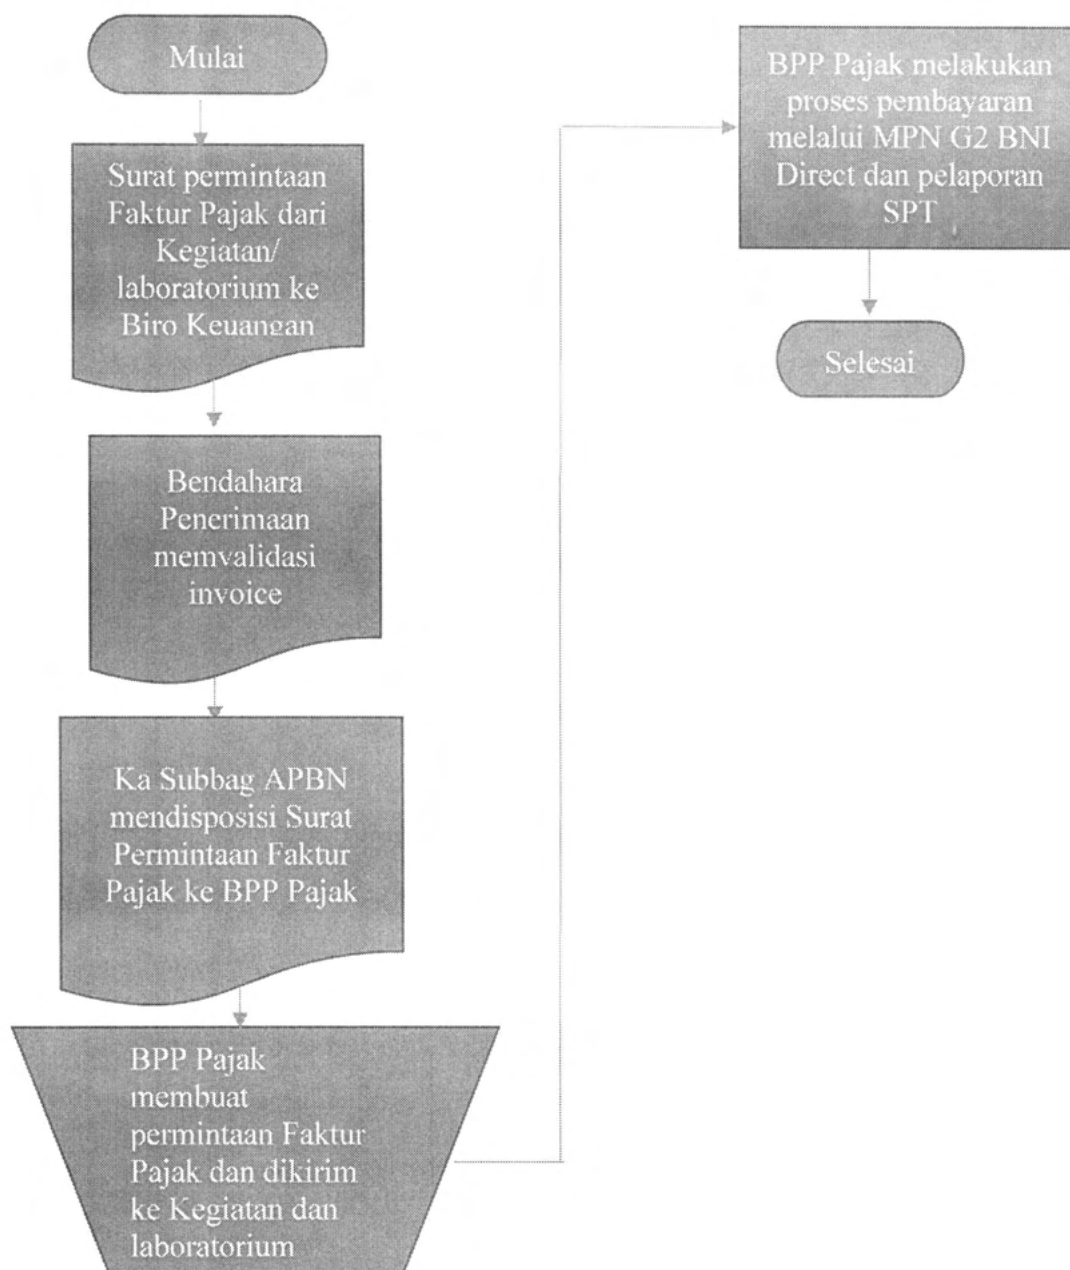 Mulai
Surat permintaan
Faktur Pajak dari
Kegiatan/
laboratorium ke
Biro Keuangan
Bendahara
Penerimaan
memvalidasi
invoice
Ka Subbag APBN
mendisposisi Surat
Permintaan Faktur
Pajak ke BPP Pajak
BPP Pajak
membuat
permintaan Faktur
Pajak dan dikirim
ke Kegiatan dan
laboratorium
BPP Pajak melakukan
proses pembayaran
melalui MPN G2 BNI
Direct dan pelaporan
SPT
Selesai